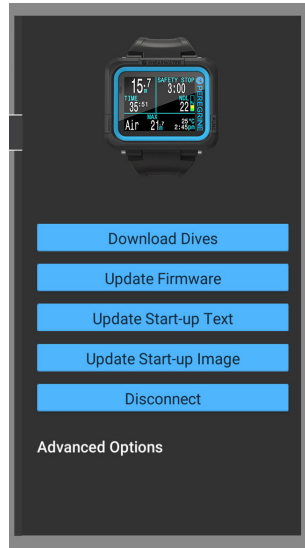 15.7
SAFETY STOP
3:00
TIME
35:51
NDL
22
MAX
Air 21.7 25°C
2:45pm
PEREGRINE
Download Dives
Update Firmware
Update Start-up Text
Update Start-up Image
Disconnect
Advanced Options